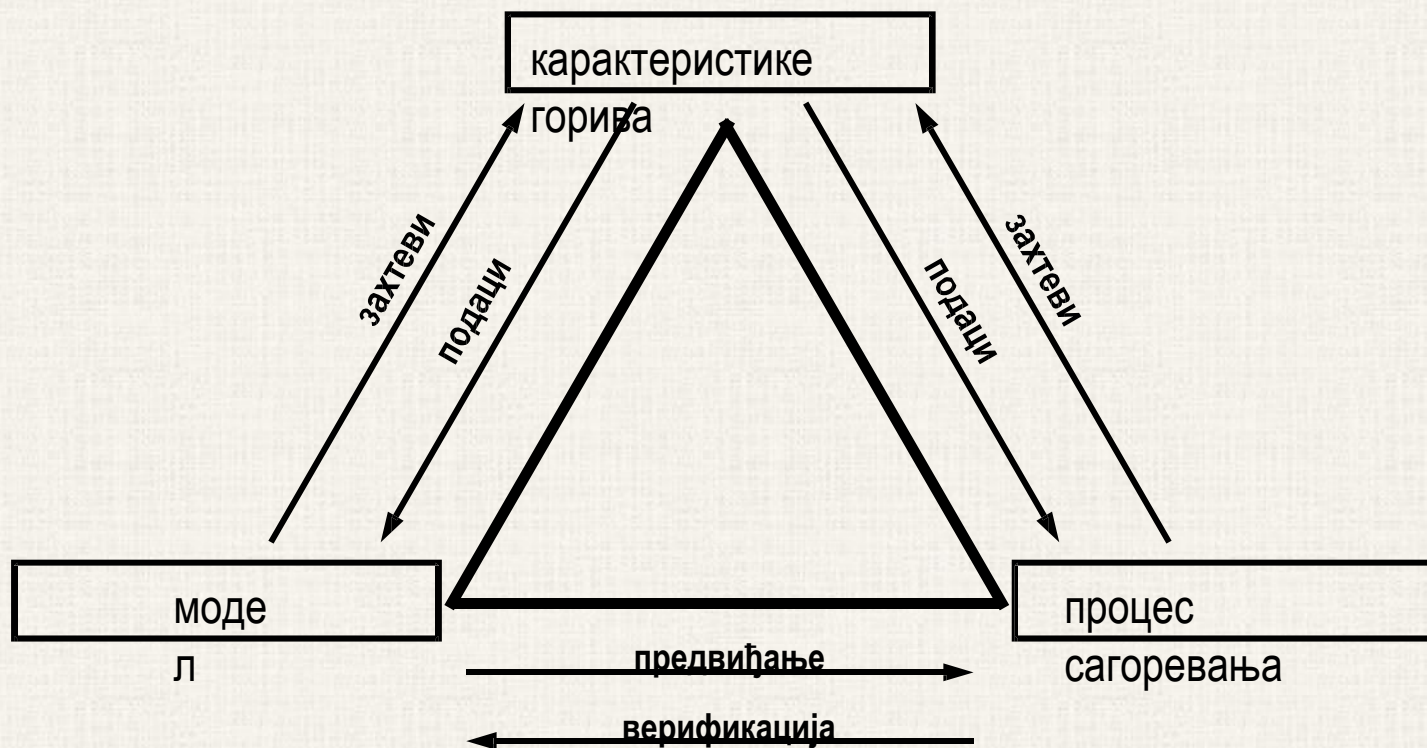 карактеристике
горива
захтеви
подаци
подаци
захтеви
моде
л
процес
сагоревања
предвиђање
верификација